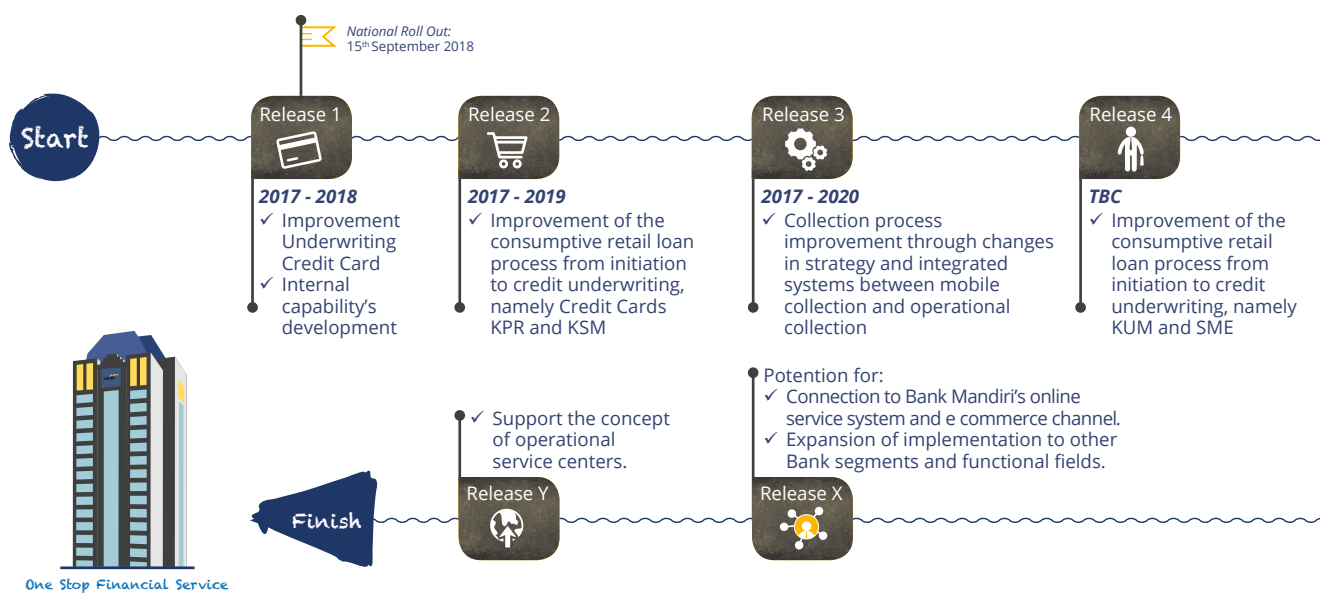 National Roll Out:
15th September 2018
Start
Release 1
2017 - 2018
✓ Improvement
Underwriting
Credit Card
✓ Internal
capability's
development
Release 2
2017 - 2019
✓ Improvement of the
consumptive retail loan
process from initiation
to credit underwriting,
namely Credit Cards
KPR and KSM
Release 3
2017 - 2020
✓ Collection process
improvement through changes
in strategy and integrated
systems between mobile
collection and operational
collection
Release 4
TBC
✓ Improvement of the
consumptive retail
loan process from
initiation to credit
underwriting, namely
KUM and SME
Potention for:
✓ Connection to Bank Mandiri's online
service system and e commerce channel.
✓ Expansion of implementation to other
Bank segments and functional fields.
Release X
✓ Support the concept
of operational
service centers.
Release Y
Finish
One Stop Financial Service